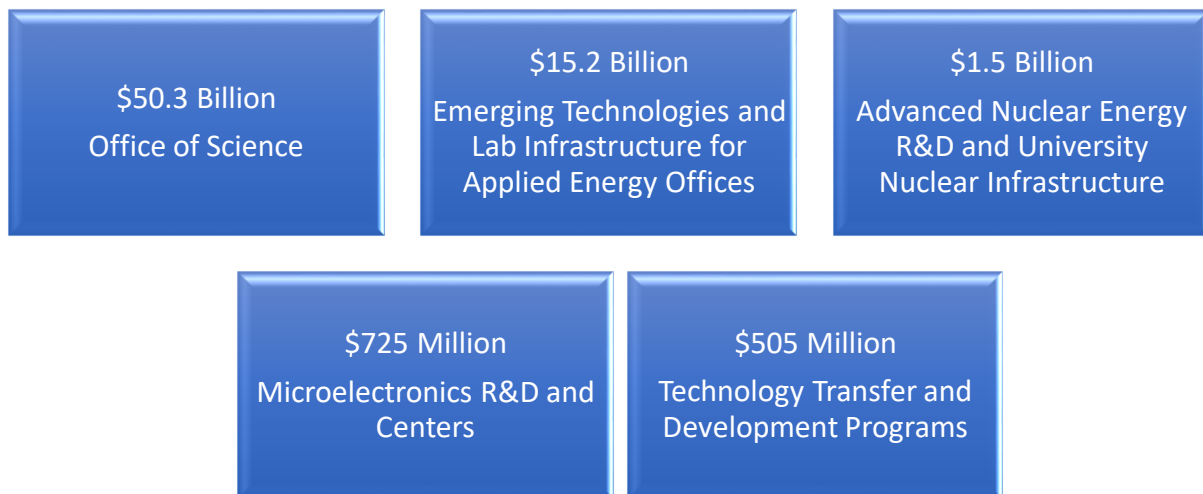 $50.3 Billion
Office of Science
$15.2 Billion
Emerging Technologies and
Lab Infrastructure for
Applied Energy Offices
$1.5 Billion
Advanced Nuclear Energy
R&D and University
Nuclear Infrastructure
$725 Million
Microelectronics R&D and
Centers
$505 Million
Technology Transfer and
Development Programs